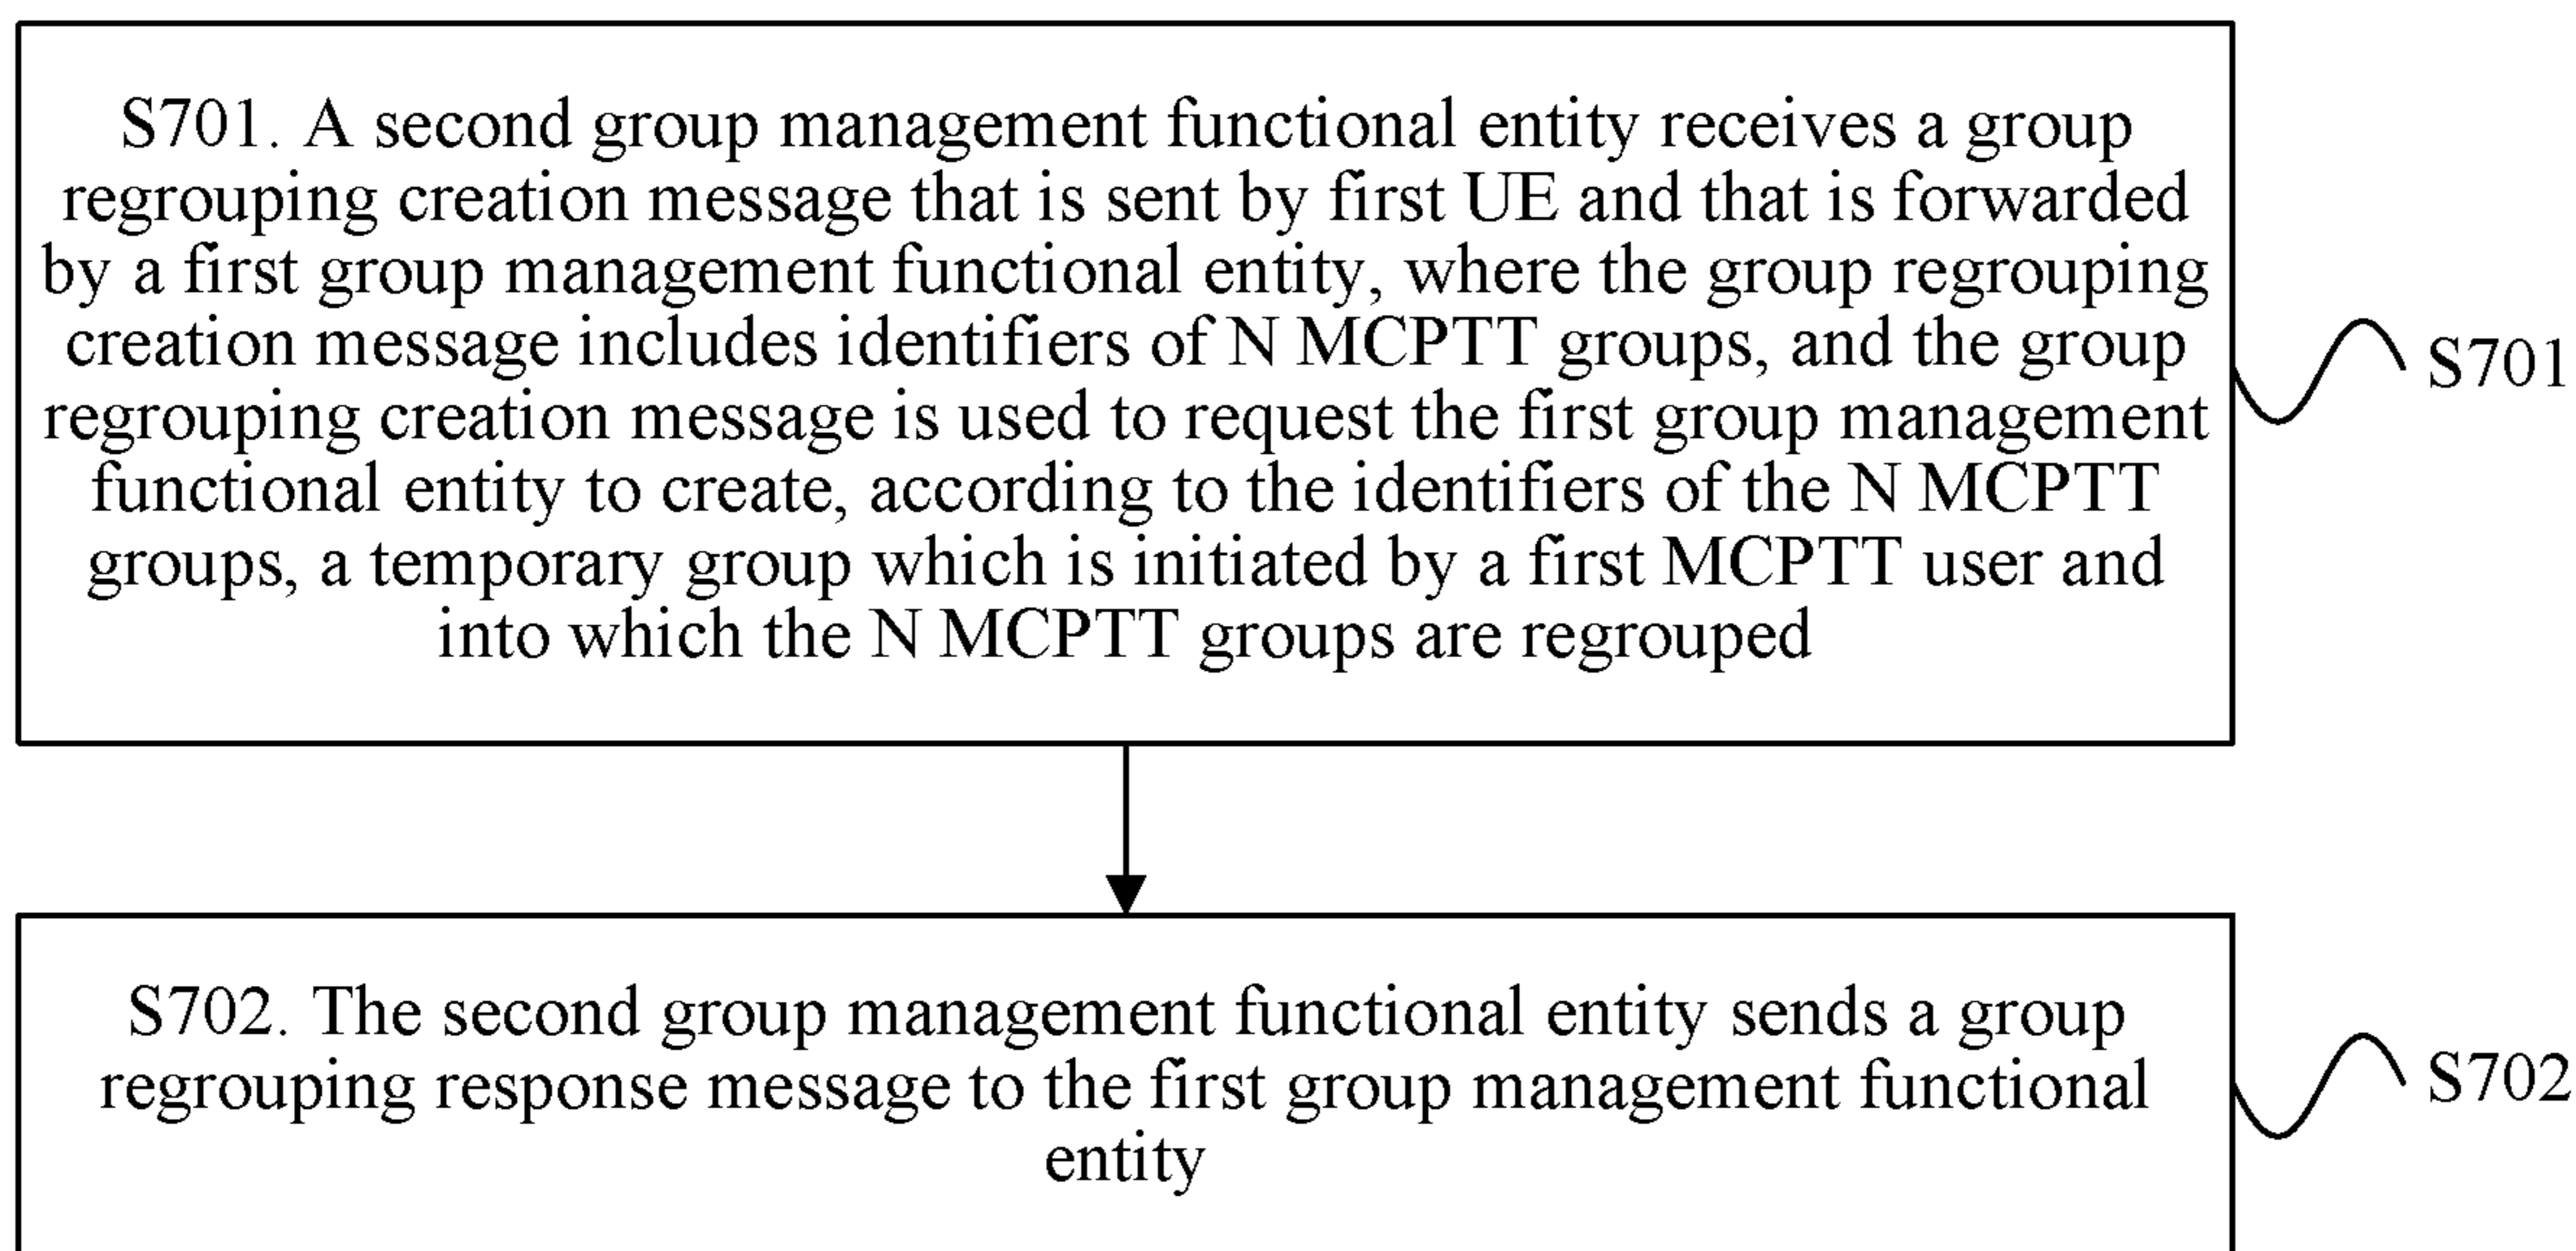 S701. A second group management functional entity receives a group
regrouping creation message that is sent by first UE and that is forwarded
by a first group management functional entity, where the group regrouping
creation message includes identifiers of N MCPTT groups, and the group
regrouping creation message is used to request the first group management
functional entity to create, according to the identifiers of the N MCPTT
groups, a temporary group which is initiated by a first MCPTT user and
into which the N MCPTT groups are regrouped
S701
S702. The second group management functional entity sends a group
regrouping response message to the first group management functional
entity
S702